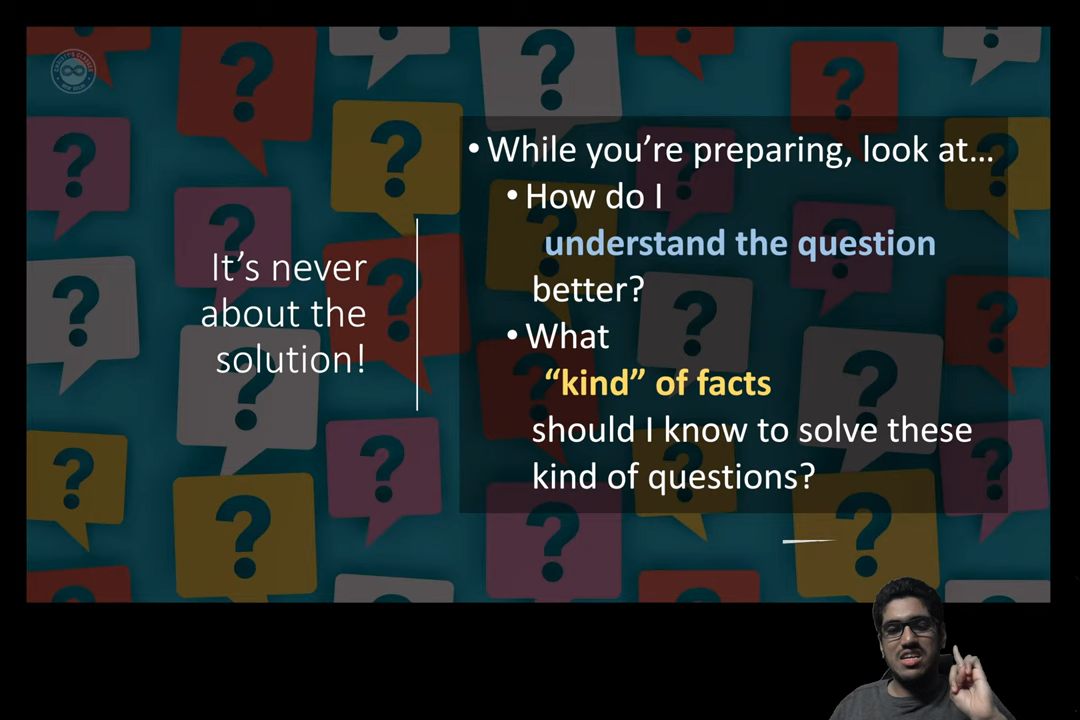 It's never
about the
solution!
• While you're preparing, look at...
• How do I
understand the question
better?
• What
“kind” of facts
should I know to solve these
kind of questions?